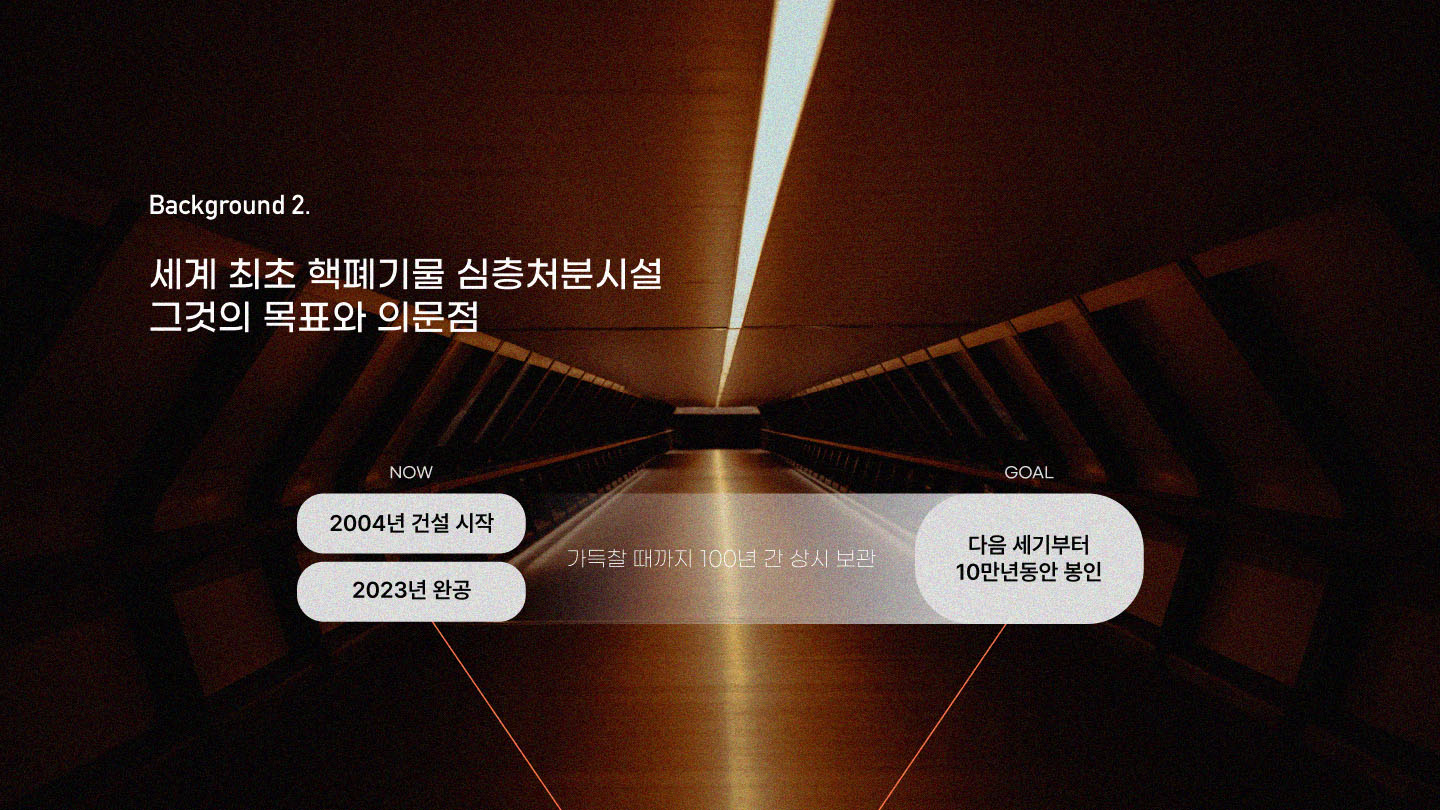 Background 2.
세계 최초 핵폐기물 심층처분시설
그것의 목표와 의문점
NOW
GOAL
2004년 건설 시작
2023년 완공
가득찰 때까지 100년 간 상시 보관
다음 세기부터
10만년동안 봉인